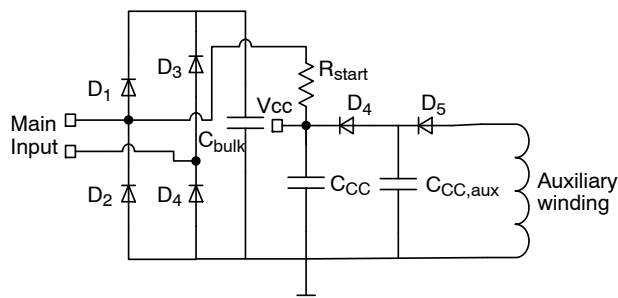 D3
Rstart
D1
Vcc
D4
D5
Main
Input
Cbulk
D2
D4
CCC
CCC,aux
Auxiliary
winding